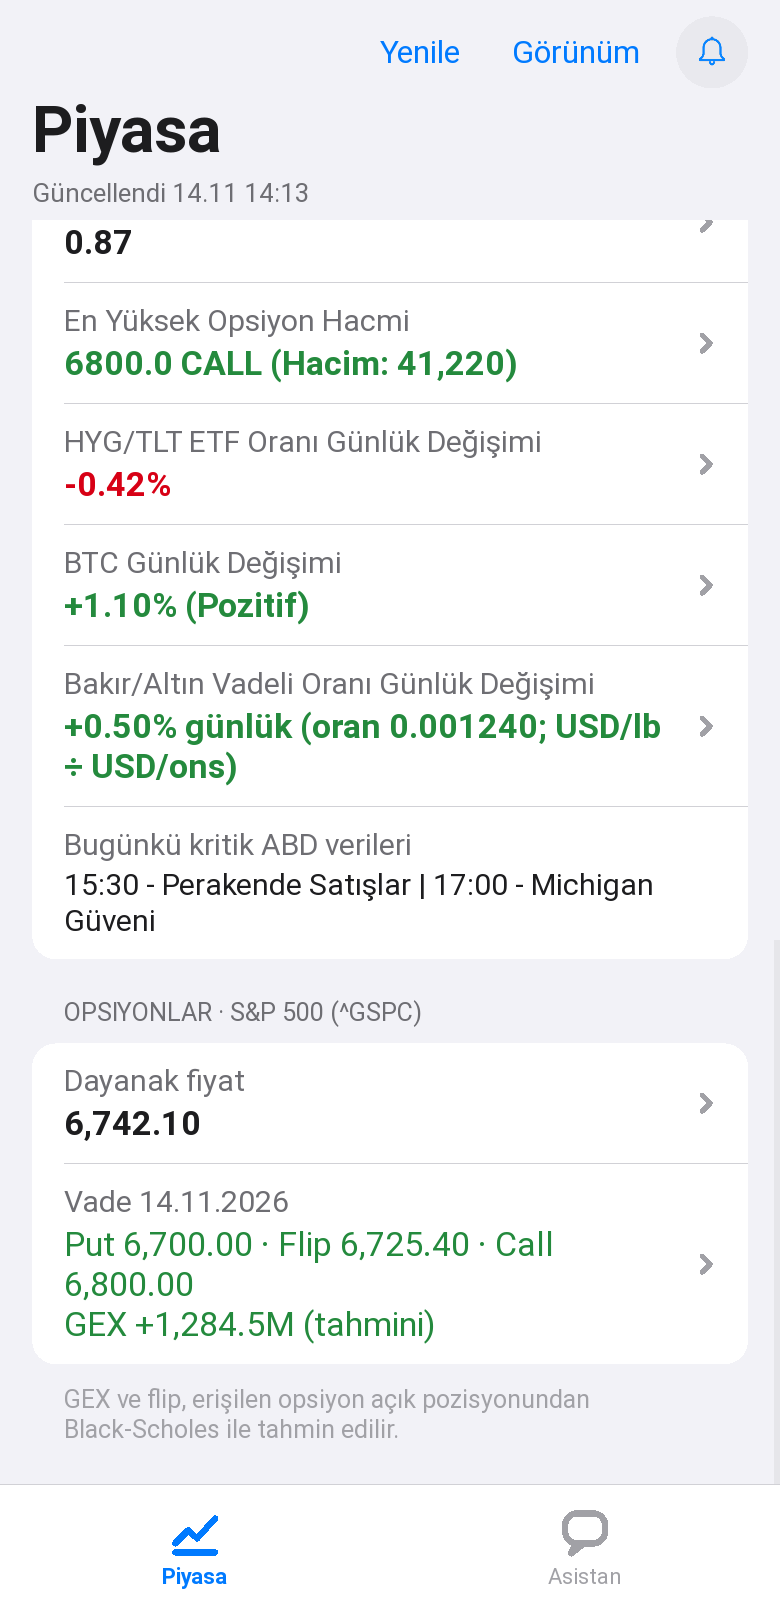 Yenile
Görünüm
Piyasa
Güncellendi 14.11 14:13
0.87
En Yüksek Opsiyon Hacmi
6800.0 CALL (Hacim: 41,220)
HYG/TLT ETF Oranı Günlük Değişimi
-0.42%
BTC Günlük Değişimi
+1.10% (Pozitif)
Bakır/Altın Vadeli Oranı Günlük Değişimi
+0.50% günlük (oran 0.001240; USD/lb
÷ USD/ons)
Bugünkü kritik ABD verileri
15:30 - Perakende Satışlar | 17:00 - Michigan
Güveni
OPSIYONLAR · S&P 500 (^GSPC)
Dayanak fiyat
6,742.10
Vade 14.11.2026
Put 6,700.00 · Flip 6,725.40 · Call
6,800.00
GEX +1,284.5M (tahmini)
GEX ve flip, erişilen opsiyon açık pozisyonundan
Black-Scholes ile tahmin edilir.
Piyasa
Asistan